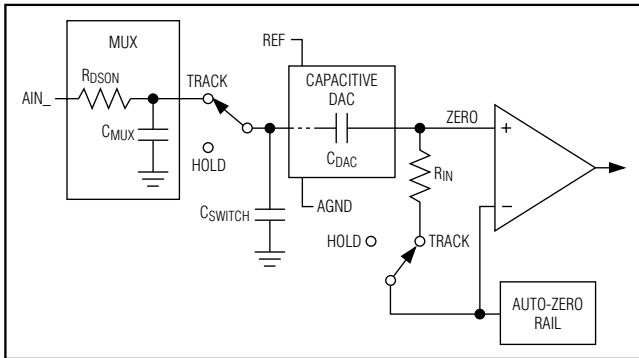 MUX
REF
RDSON
TRACK
CAPACITIVE
DAC
AIN_
ZERO
+
CMUX
CDAC
HOLD
RIN
CSWITCH
AGND
−
HOLD
TRACK
AUTO-ZERO
RAIL